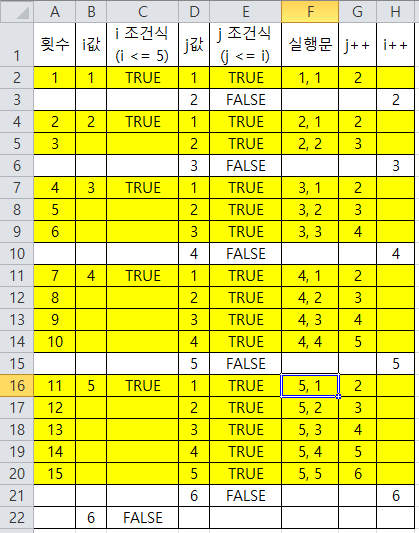 A B C D E F G H
1 횟수 i값 i 조건식 (i <= 5) j값 j 조건식 (j <= i) 실행문 j++ i++
2 1 1 TRUE 1 TRUE 1, 1 2
3 2 FALSE 2
4 2 2 TRUE 1 TRUE 2, 1 2
5 3 2 TRUE 2, 2 3
6 3 FALSE 3
7 4 3 TRUE 1 TRUE 3, 1 2
8 5 2 TRUE 3, 2 3
9 6 3 TRUE 3, 3 4
10 4 FALSE 4
11 7 4 TRUE 1 TRUE 4, 1 2
12 8 2 TRUE 4, 2 3
13 9 3 TRUE 4, 3 4
14 10 4 TRUE 4, 4 5
15 5 FALSE 5
16 11 5 TRUE 1 TRUE 5, 1 2
17 12 2 TRUE 5, 2 3
18 13 3 TRUE 5, 3 4
19 14 4 TRUE 5, 4 5
20 15 5 TRUE 5, 5 6
21 6 FALSE 6
22 6 FALSE